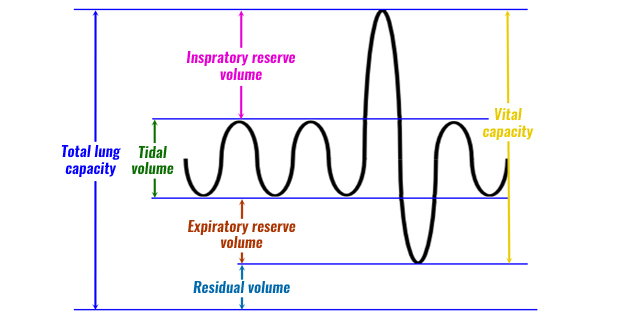 Inspratory reserve
volume
Vital
capacity
Total lung
capacity
Tidal
volume
Expiratory reserve
volume
Residual volume